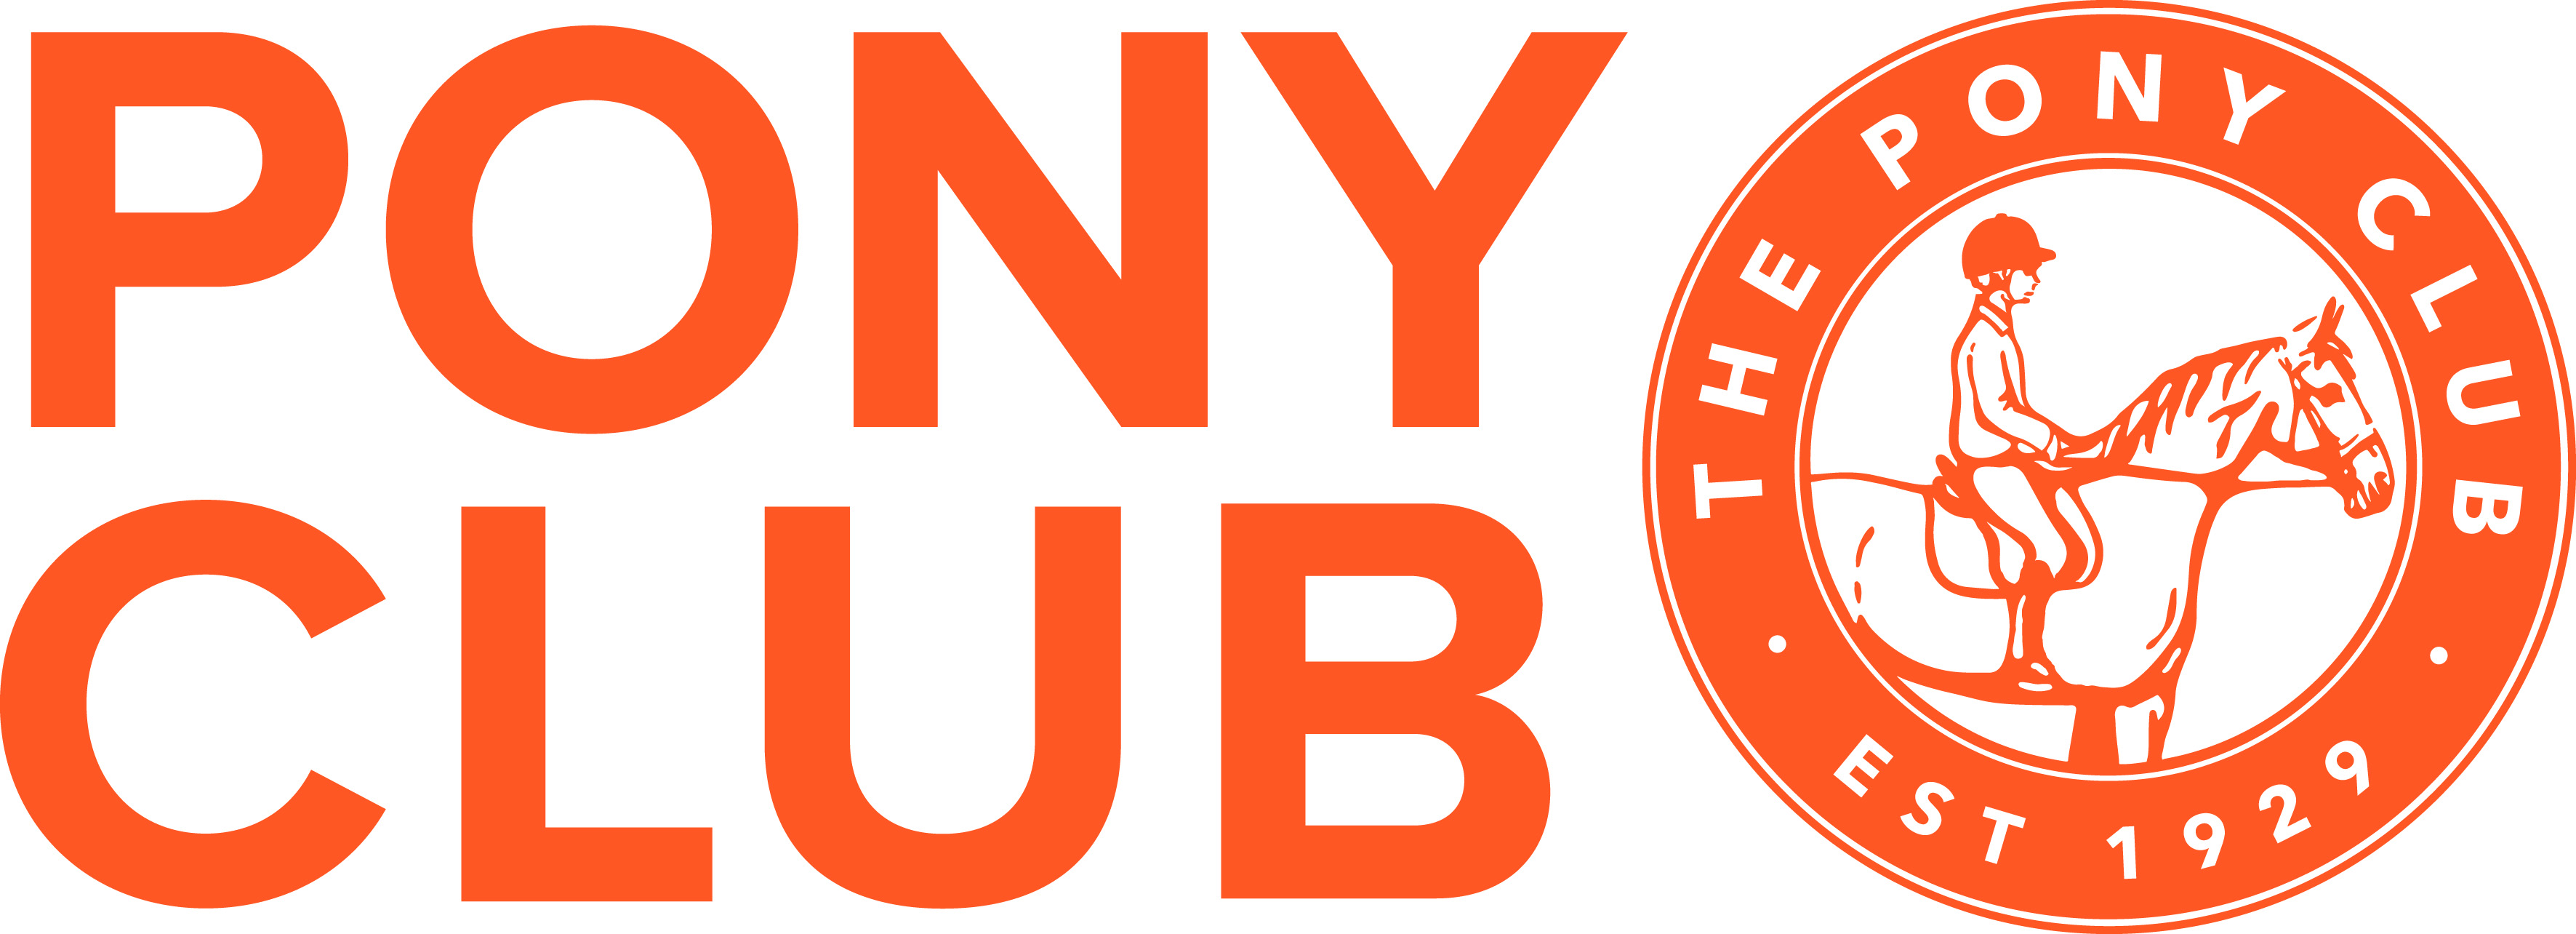 PONY
CLUB
THE PONY CLUB
· EST 1929 ·